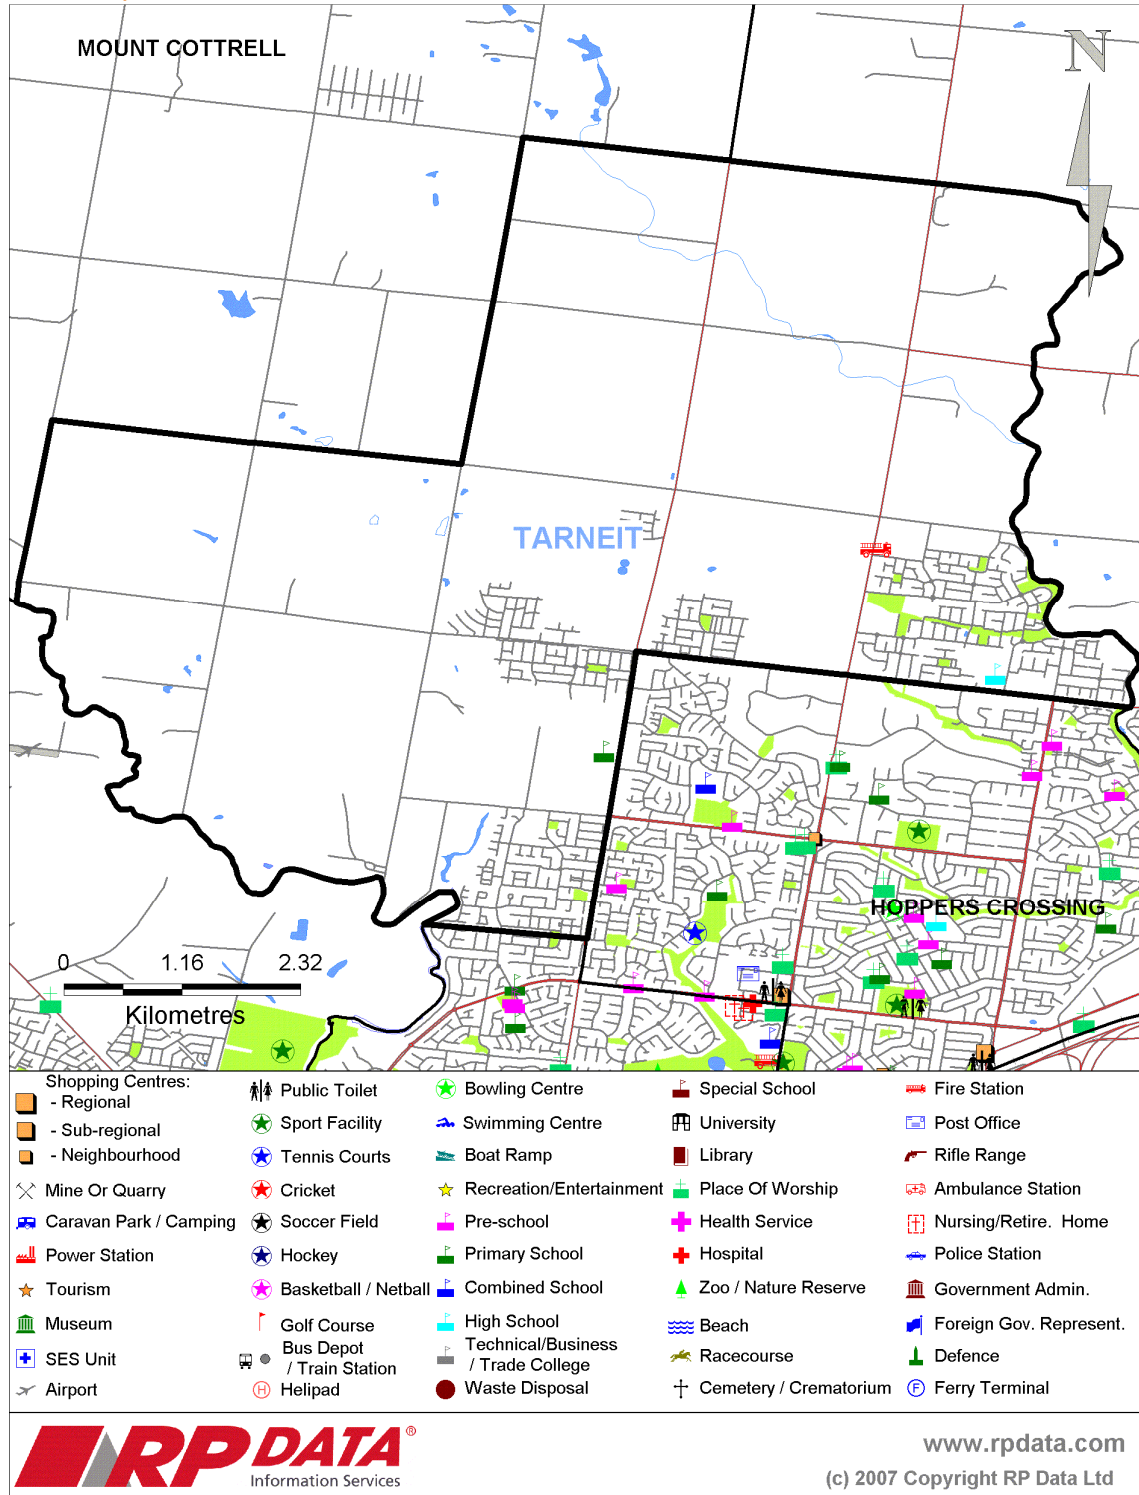 MOUNT COTTRELL
N
TARNEIT
HOPPERS CROSSING
0 1.16 2.32
Kilometres
Shopping Centres:
- Regional
- Sub-regional
- Neighbourhood
Mine Or Quarry
Caravan Park / Camping
Power Station
Tourism
Museum
SES Unit
Airport
Public Toilet
Sport Facility
Tennis Courts
Cricket
Soccer Field
Hockey
Basketball / Netball
Golf Course
Bus Depot
/ Train Station
H Helipad
Bowling Centre
Swimming Centre
Boat Ramp
Recreation/Entertainment
Pre-school
Primary School
Combined School
High School
Technical/Business
/ Trade College
Waste Disposal
Special School
University
Library
Place Of Worship
Health Service
Hospital
Zoo / Nature Reserve
Beach
Racecourse
Cemetery / Crematorium
Fire Station
Post Office
Rifle Range
Ambulance Station
Nursing/Retire. Home
Police Station
Government Admin.
Foreign Gov. Represent.
Defence
F Ferry Terminal
RP DATA®
Information Services
www.rpdata.com
(c) 2007 Copyright RP Data Ltd